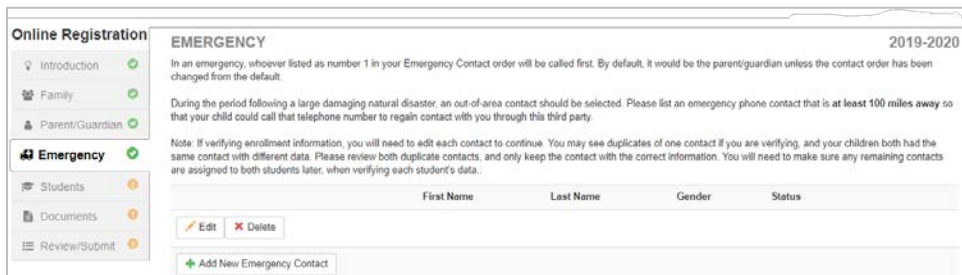 Online Registration
Introduction
Family
Parent/Guardian
Emergency
Students
Documents
Review/Submit
EMERGENCY 2019-2020
In an emergency, whoever listed as number 1 in your Emergency Contact order will be called first. By default, it would be the parent/guardian unless the contact order has been
changed from the default.
During the period following a large damaging natural disaster, an out-of-area contact should be selected. Please list an emergency phone contact that is at least 100 miles away so
that your child could call that telephone number to regain contact with you through this third party.
Note: If verifying enrollment information, you will need to edit each contact to continue. You may see duplicates of one contact if you are verifying, and your children both had the
same contact with different data. Please review both duplicate contacts, and only keep the contact with the correct information. You will need to make sure any remaining contacts
are assigned to both students later, when verifying each student's data.:
First Name Last Name Gender Status
Edit Delete
Add New Emergency Contact